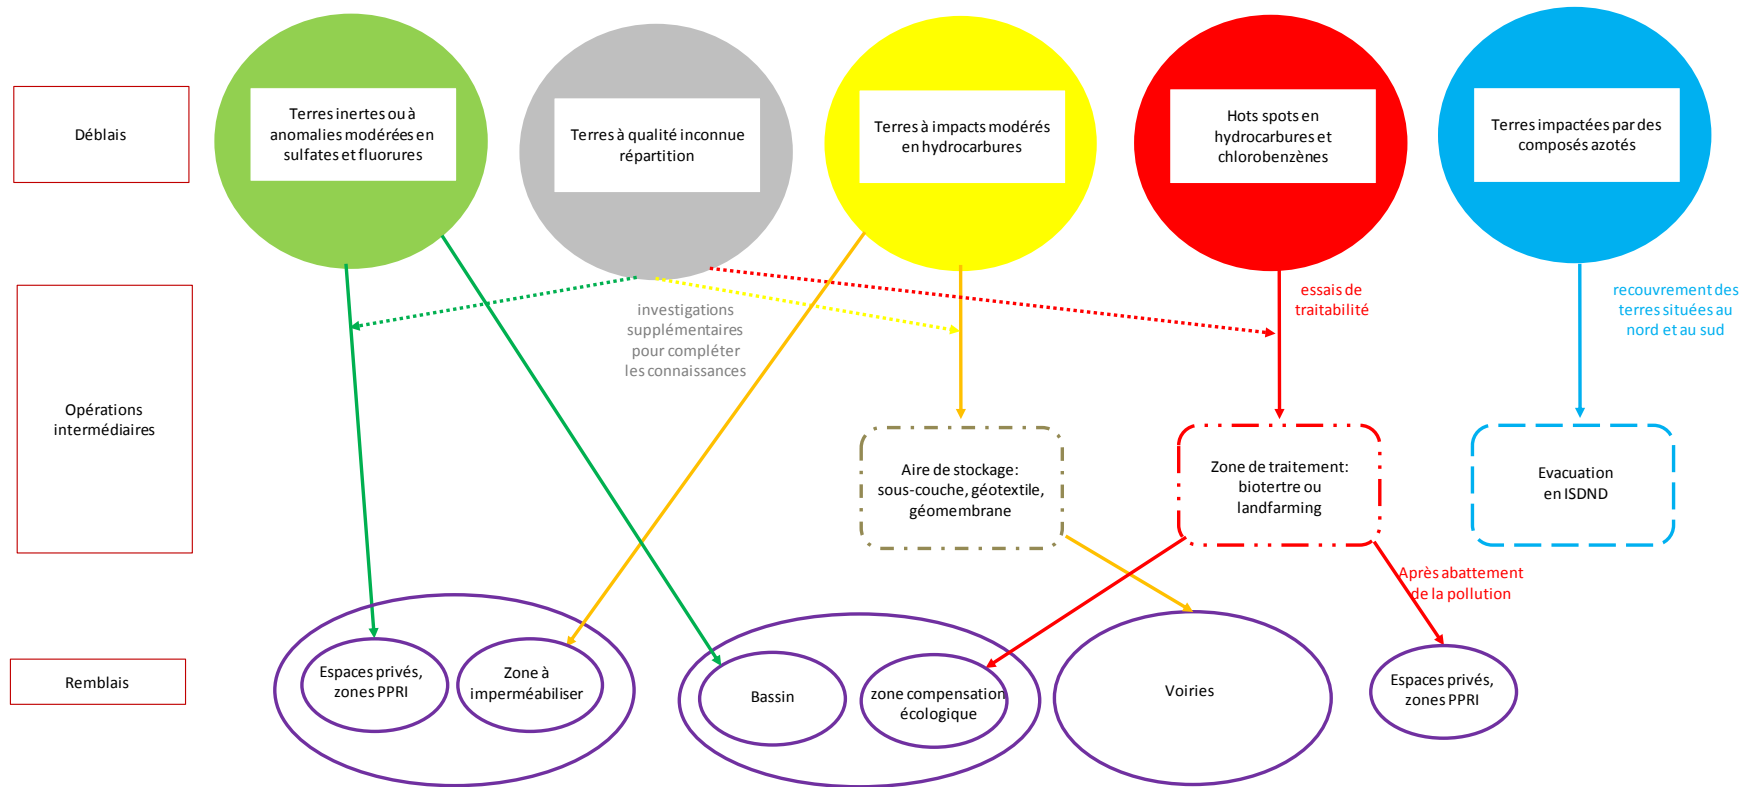 Déblais
Terres inertes ou à
anomalies modérées en
sulfates et fluorures
Terres à qualité inconnue
répartition
Terres à impacts modérés
en hydrocarbures
Hots spots en
hydrocarbures et
chlorobenzènes
Terres impactées par des
composés azotés
Opérations
intermédiaires
investigations
supplémentaires
pour compléter
les connaissances
essais de
traitabilité
recouvrement des
terres situées au
nord et au sud
Aire de stockage:
sous-couche, géotextile,
géomembrane
Zone de traitement:
biotertre ou
landfarming
Evacuation
en ISDND
Après abattement
de la pollution
Remblais
Espaces privés,
zones PPRI
Zone à
imperméabiliser
Bassin
zone compensation
écologique
Voiries
Espaces privés,
zones PPRI